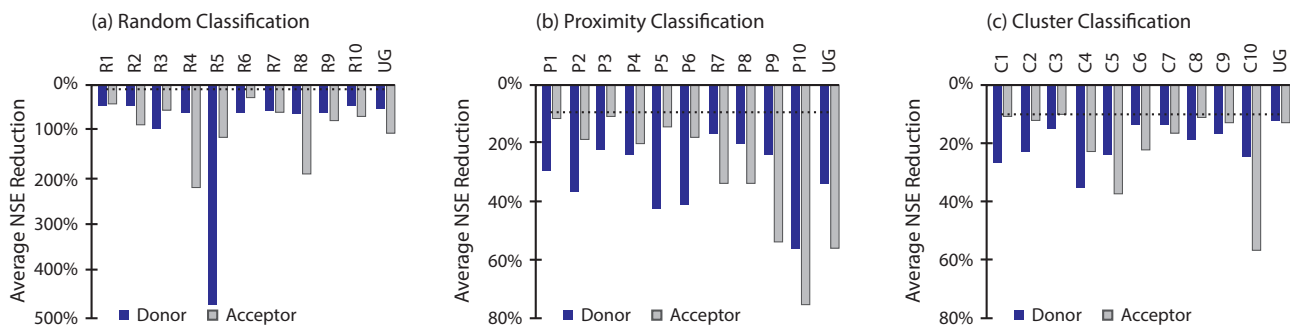 (a) Random Classification
R1 R2 R3 R4 R5 R6 R7 R8 R9 R10 UG
Average NSE Reduction
0%
100%
200%
300%
400%
500%
Donor Acceptor
(b) Proximity Classification
P1 P2 P3 P4 P5 P6 R7 P8 P9 P10 UG
Average NSE Reduction
0%
20%
40%
60%
80%
Donor Acceptor
(c) Cluster Classification
C1 C2 C3 C4 C5 C6 C7 C8 C9 C10 UG
Average NSE Reduction
0%
20%
40%
60%
80%
Donor Acceptor